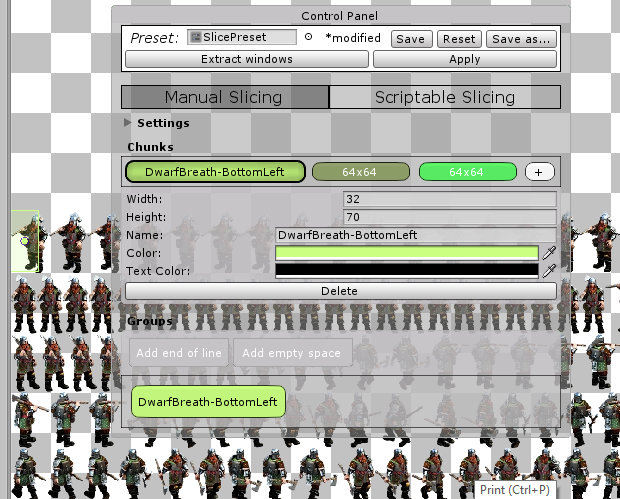 Control Panel
Preset: SlicePreset *modified Save Reset Save as...
Extract windows Apply
Manual Slicing Scriptable Slicing
Settings
Chunks
DwarfBreath-BottomLeft 64x64 64x64 +
Width: 32
Height: 70
Name: DwarfBreath-BottomLeft
Color:
Text Color:
Delete
Groups
Add end of line Add empty space
DwarfBreath-BottomLeft
Print (Ctrl+P)